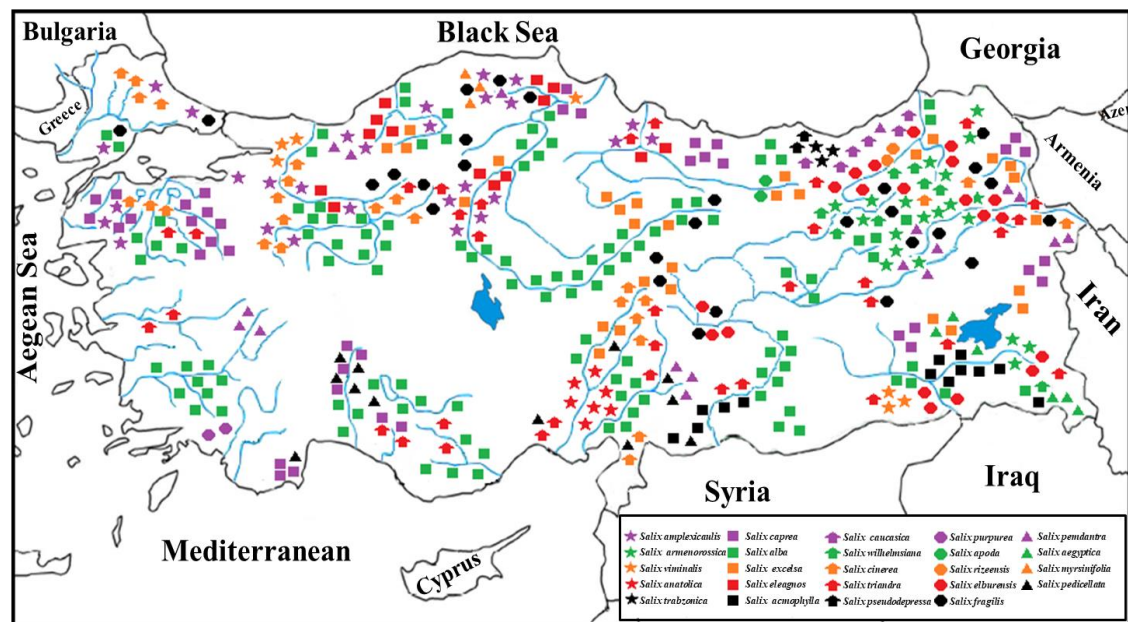 Bulgaria
Black Sea
Georgia
Greece
Azer
Armenia
Aegean Sea
Iran
Syria
Iraq
Mediterranean
Cyprus
Salix amplexicaulis Salix caprea Salix caucasica Salix purpurea Salix pemdantra
Salix armenorossica Salix alba Salix wilhelmsiana Salix apoda Salix aegyptica
Salix viminalis Salix excelsa Salix cinerea Salix rizeensis Salix myrsinifolia
Salix anatolica Salix eleagnos Salix triandra Salix elburensis Salix pedicellata
Salix trabzonica Salix acmophylla Salix pseudodepressa Salix fragilis